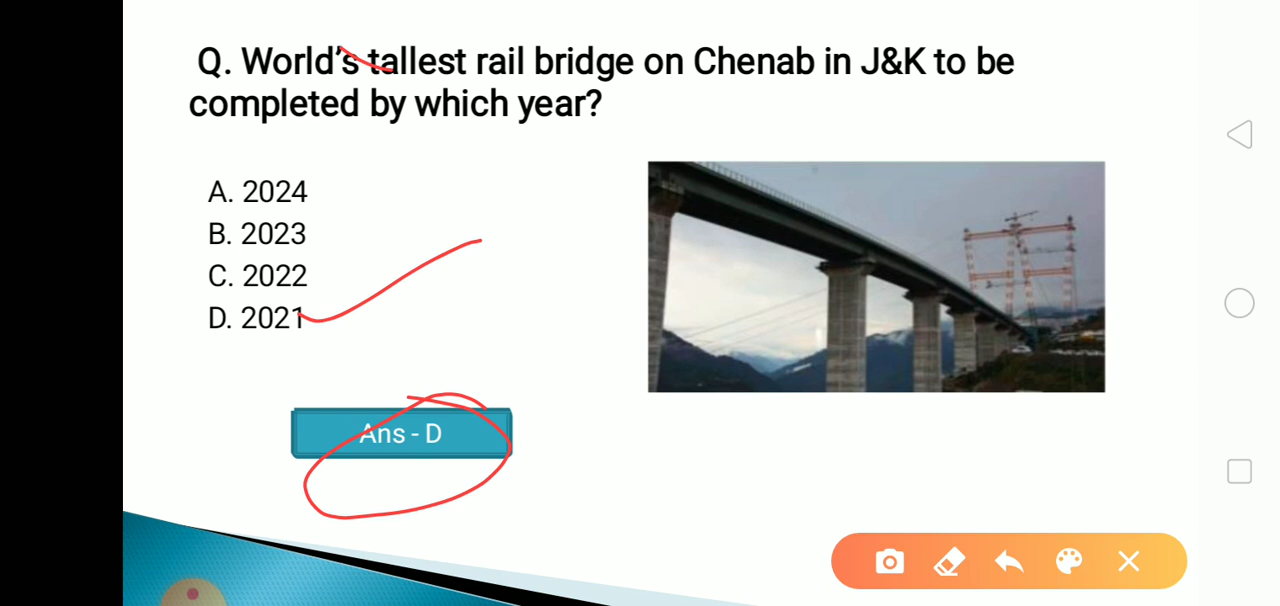 Q. World's tallest rail bridge on Chenab in J&K to be
completed by which year?
A. 2024
B. 2023
C. 2022
D. 2021
Ans - D